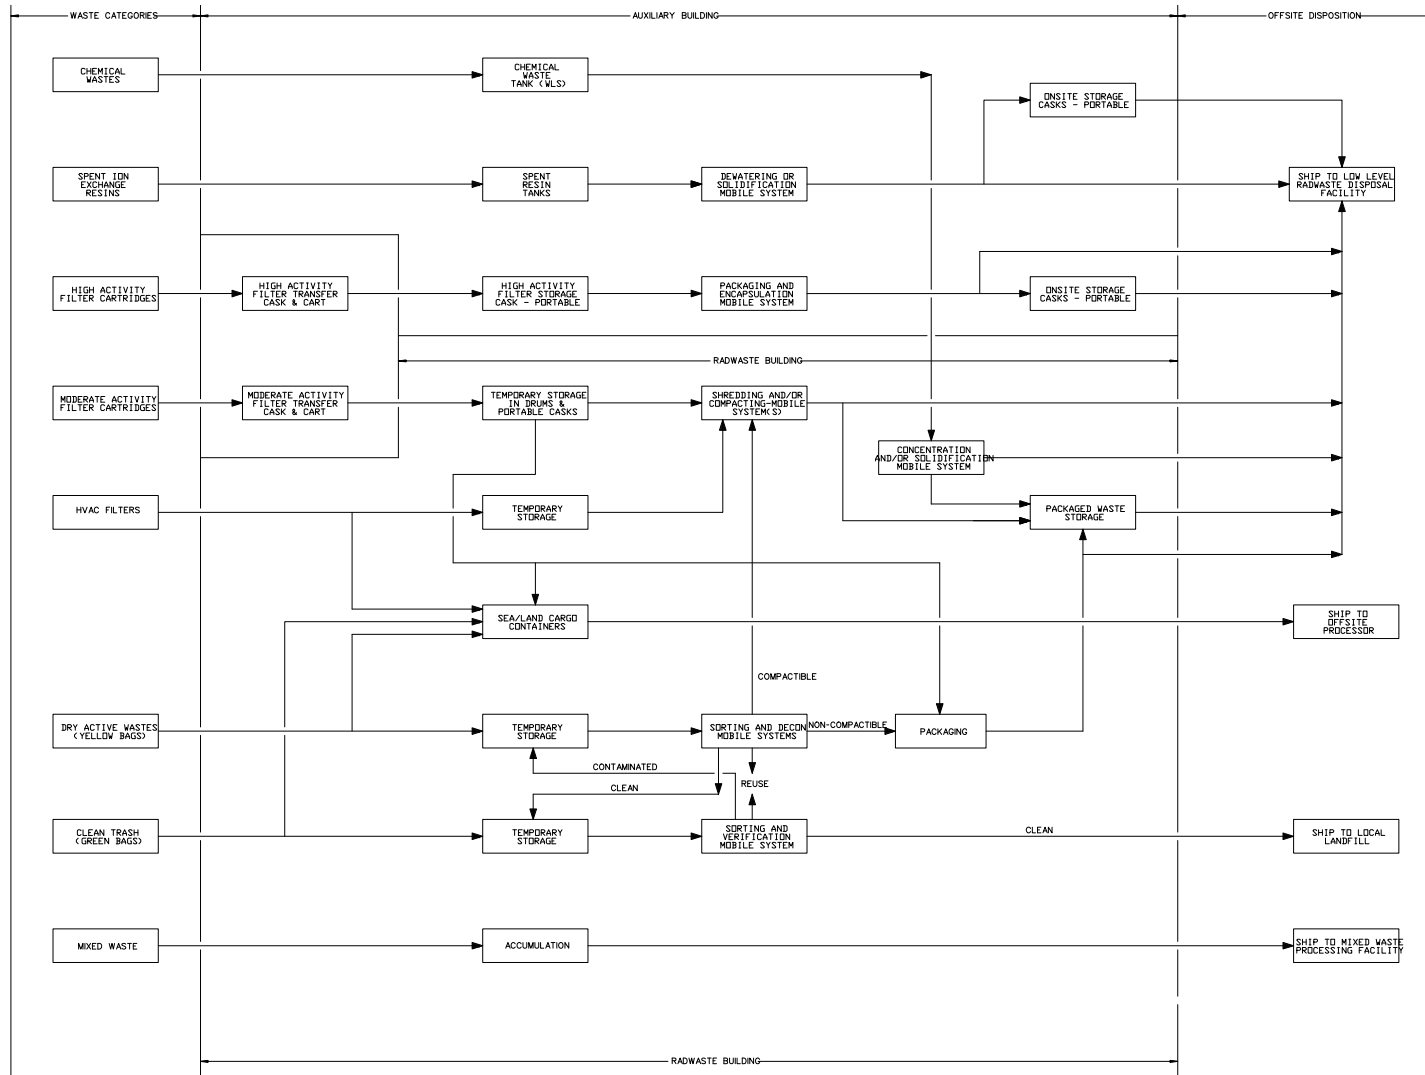 WASTE CATEGORIES
AUXILIARY BUILDING
OFFSITE DISPOSITION
CHEMICAL
WASTES
CHEMICAL
WASTE
TANK (WLS)
ONSITE STORAGE
CASKS - PORTABLE
SPENT ION
EXCHANGE
RESINS
SPENT
RESIN
TANKS
DEWATERING OR
SOLIDIFICATION
MOBILE SYSTEM
SHIP TO LOW LEVEL
RADWASTE DISPOSAL
FACILITY
HIGH ACTIVITY
FILTER CARTRIDGES
HIGH ACTIVITY
FILTER TRANSFER
CASK & CART
HIGH ACTIVITY
FILTER STORAGE
CASK - PORTABLE
PACKAGING AND
ENCAPSULATION
MOBILE SYSTEM
ONSITE STORAGE
CASKS - PORTABLE
RADWASTE BUILDING
MODERATE ACTIVITY
FILTER CARTRIDGES
MODERATE ACTIVITY
FILTER TRANSFER
CASK & CART
TEMPORARY STORAGE
IN DRUMS &
PORTABLE CASKS
SHREDDING AND/OR
COMPACTING-MOBILE
SYSTEM(S)
CONCENTRATION
AND/OR SOLIDIFICATION
MOBILE SYSTEM
HVAC FILTERS
TEMPORARY
STORAGE
PACKAGED WASTE
STORAGE
SEA/LAND CARGO
CONTAINERS
SHIP TO
OFFSITE
PROCESSOR
COMPACTIBLE
DRY ACTIVE WASTES
(YELLOW BAGS)
TEMPORARY
STORAGE
SORTING AND DECON
MOBILE SYSTEMS
NON-COMPACTIBLE
PACKAGING
CONTAMINATED
CLEAN
REUSE
CLEAN TRASH
(GREEN BAGS)
TEMPORARY
STORAGE
SORTING AND
VERIFICATION
MOBILE SYSTEM
CLEAN
SHIP TO LOCAL
LANDFILL
MIXED WASTE
ACCUMULATION
SHIP TO MIXED WASTE
PROCESSING FACILITY
RADWASTE BUILDING